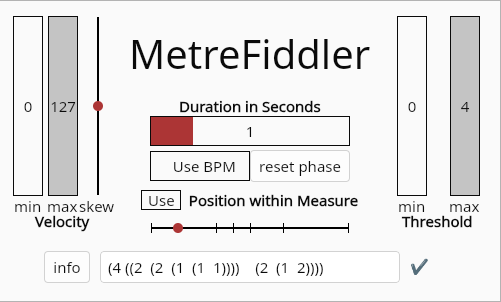 MetreFiddler
0 127 0 4
Duration in Seconds
1
Use BPM reset phase
Use Position within Measure
min max skew min max
Velocity Threshold
info (4 ((2 (2 (1 (1 1)))) (2 (1 2))))